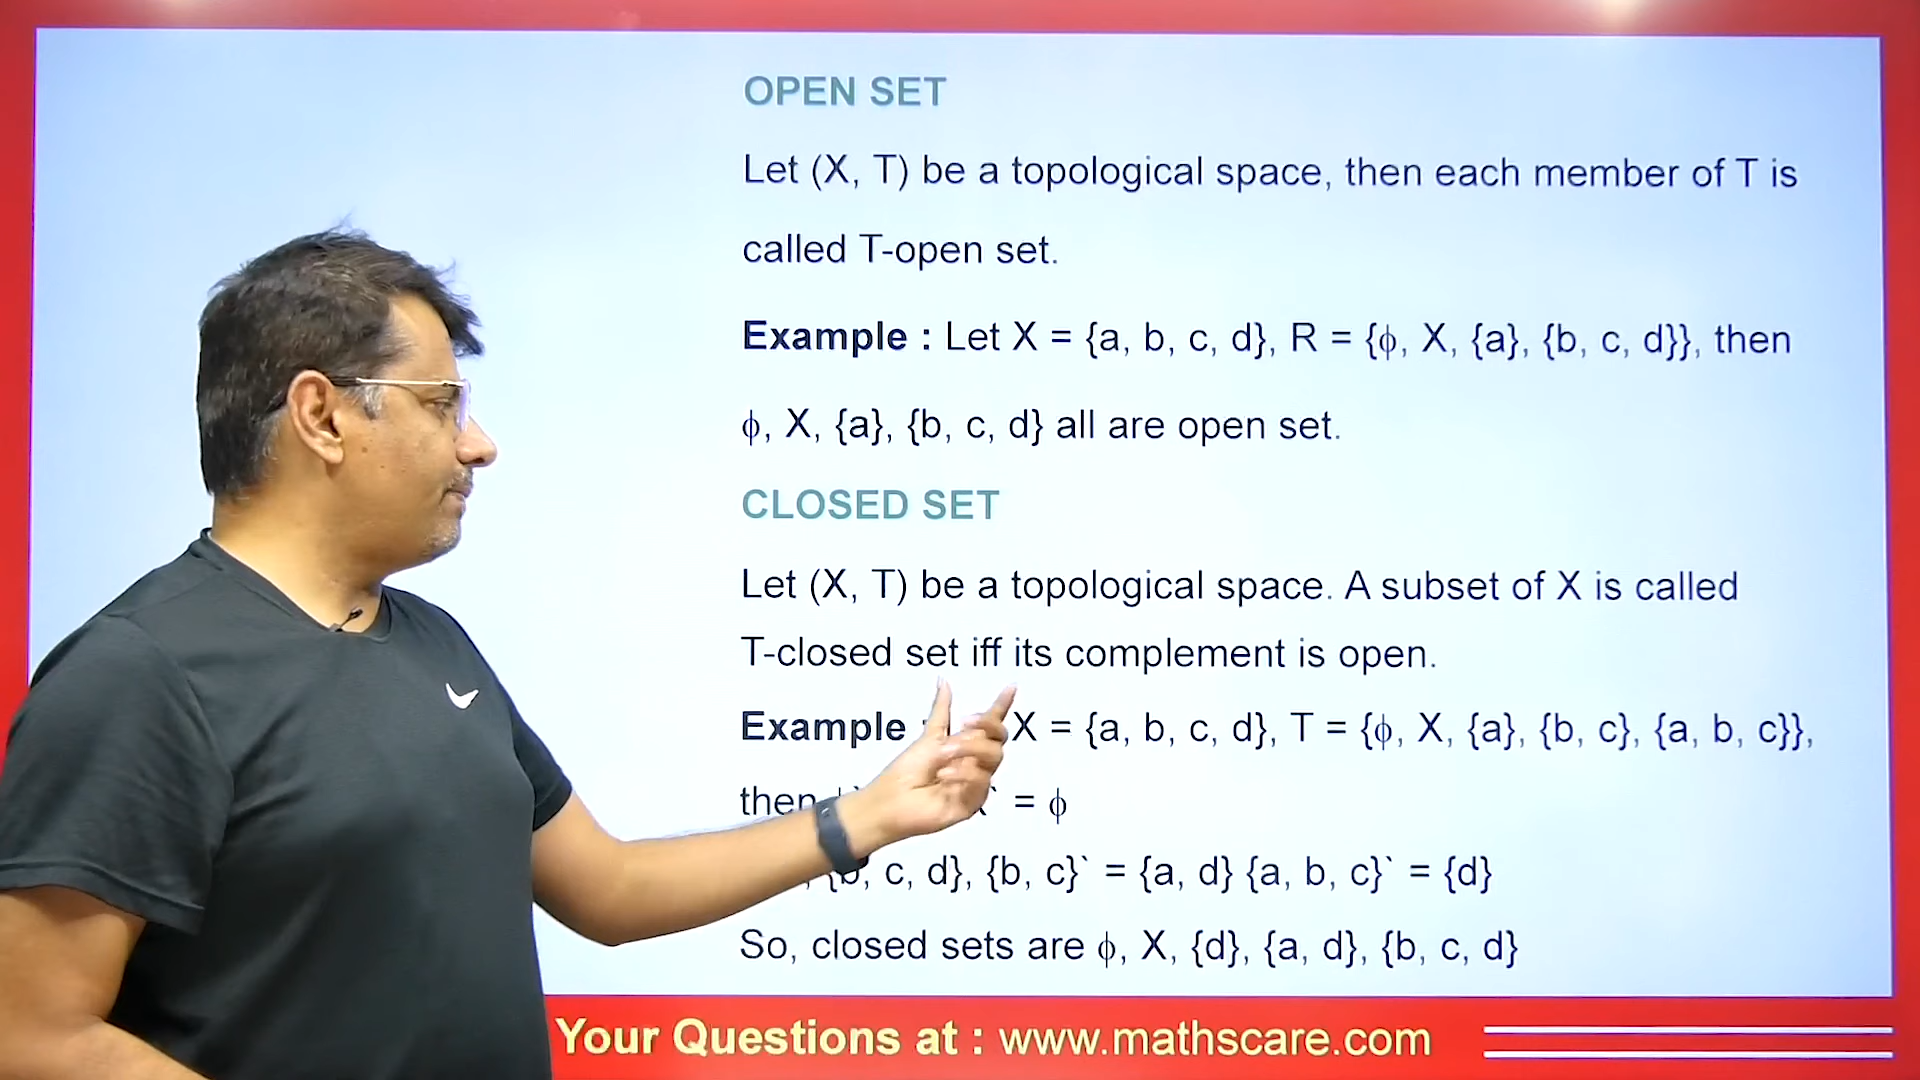 OPEN SET
Let (X, T) be a topological space, then each member of T is
called T-open set.
Example : Let X = {a, b, c, d}, R = {ϕ, X, {a}, {b, c, d}}, then
ϕ, X, {a}, {b, c, d} all are open set.
CLOSED SET
Let (X, T) be a topological space. A subset of X is called
T-closed set iff its complement is open.
Example X = {a, b, c, d}, T = {ϕ, X, {a}, {b, c}, {a, b, c}},
then = ϕ
c, d}, {b, c}` = {a, d} {a, b, c}` = {d}
So, closed sets are ϕ, X, {d}, {a, d}, {b, c, d}
Your Questions at : www.mathscare.com